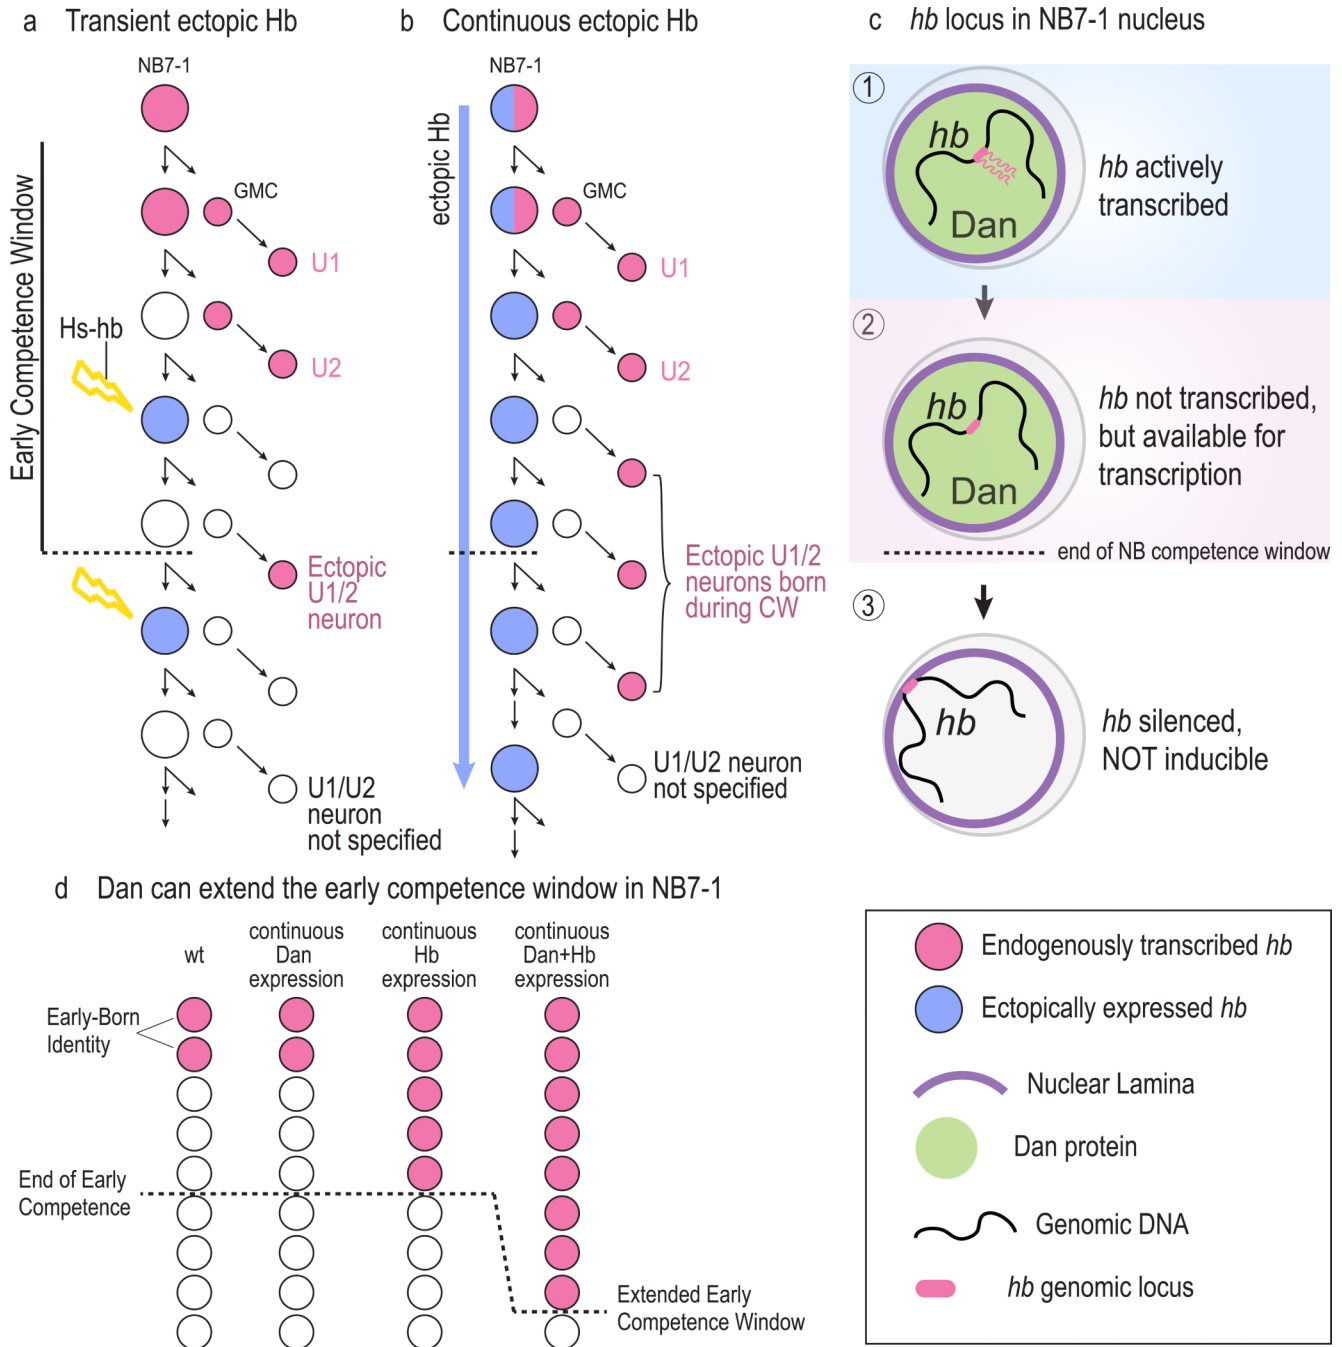 a Transient ectopic Hb
NB7-1
Early Competence Window
GMC
U1
U2
Hs-hb
Ectopic
U1/2
neuron
U1/U2
neuron
not specified
b Continuous ectopic Hb
NB7-1
ectopic Hb
GMC
U1
U2
Ectopic U1/2
neurons born
during CW
U1/U2 neuron
not specified
c hb locus in NB7-1 nucleus
1
hb
Dan
hb actively
transcribed
2
hb
Dan
hb not transcribed,
but available for
transcription
end of NB competence window
3
hb
hb silenced,
NOT inducible
d Dan can extend the early competence window in NB7-1
wt
continuous
Dan
expression
continuous
Hb
expression
continuous
Dan+Hb
expression
Early-Born
Identity
End of Early
Competence
Extended Early
Competence Window
Endogenously transcribed hb
Ectopically expressed hb
Nuclear Lamina
Dan protein
Genomic DNA
hb genomic locus